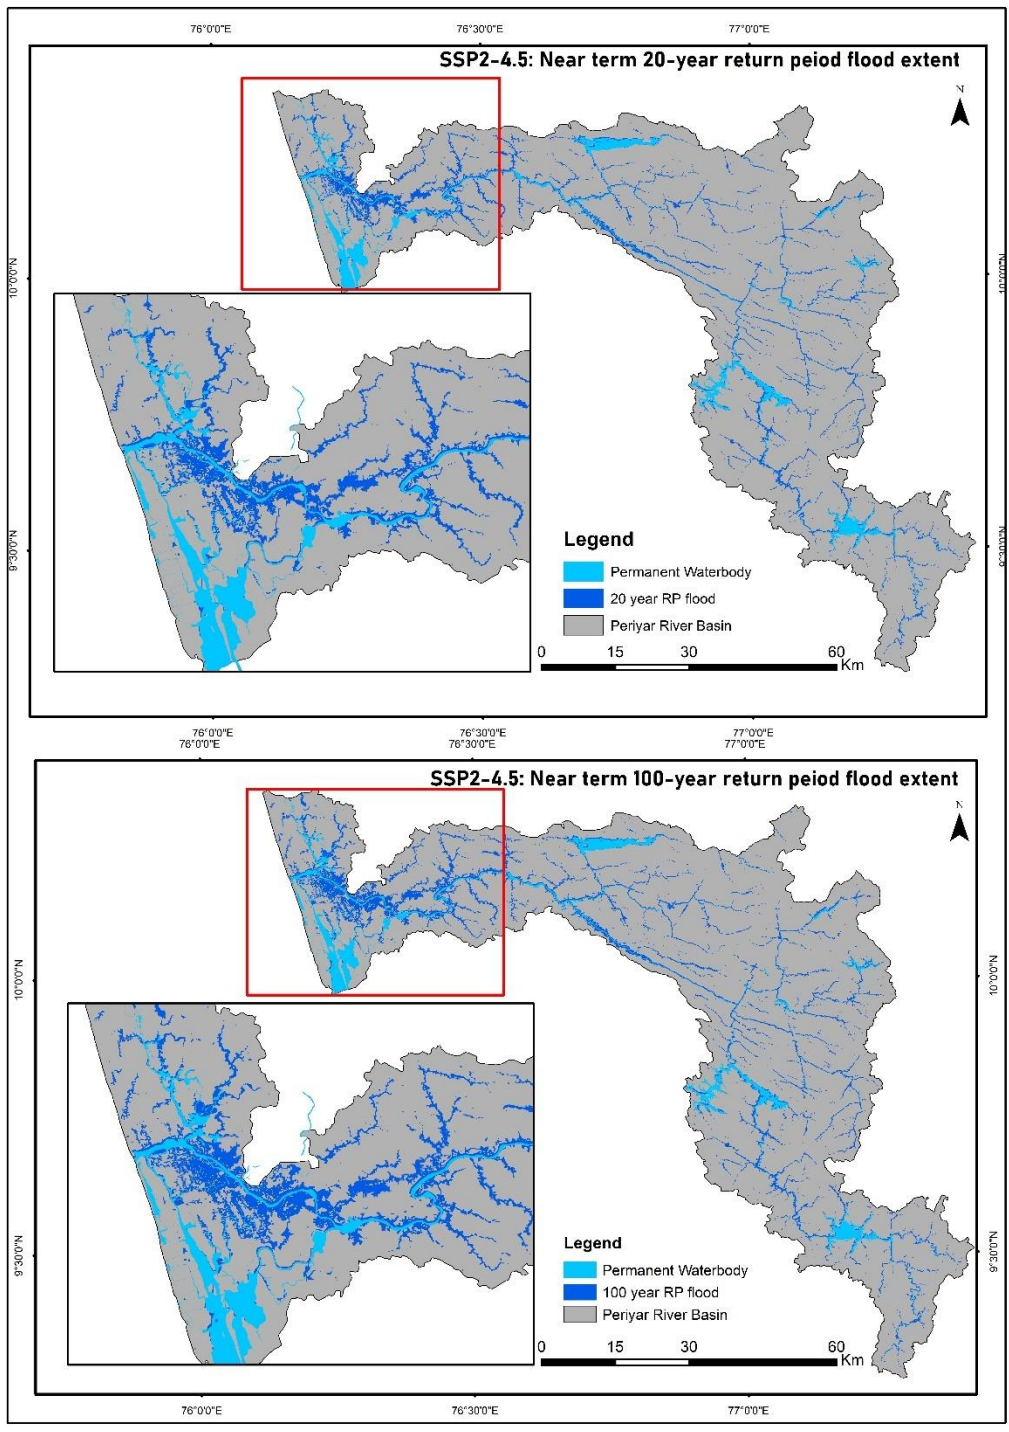 76°0'0"E 76°30'0"E 77°0'0"E
SSP2-4.5: Near term 20-year return peiod flood extent
N
10°0'0"N 10°0'0"N
9°30'0"N 9°30'0"N
Legend
Permanent Waterbody
20 year RP flood
Periyar River Basin
0 15 30 60
Km
76°0'0"E 76°30'0"E 77°0'0"E
76°0'0"E 76°30'0"E 77°0'0"E
SSP2-4.5: Near term 100-year return peiod flood extent
N
10°0'0"N 10°0'0"N
9°30'0"N 9°30'0"N
Legend
Permanent Waterbody
100 year RP flood
Periyar River Basin
0 15 30 60
Km
76°0'0"E 76°30'0"E 77°0'0"E